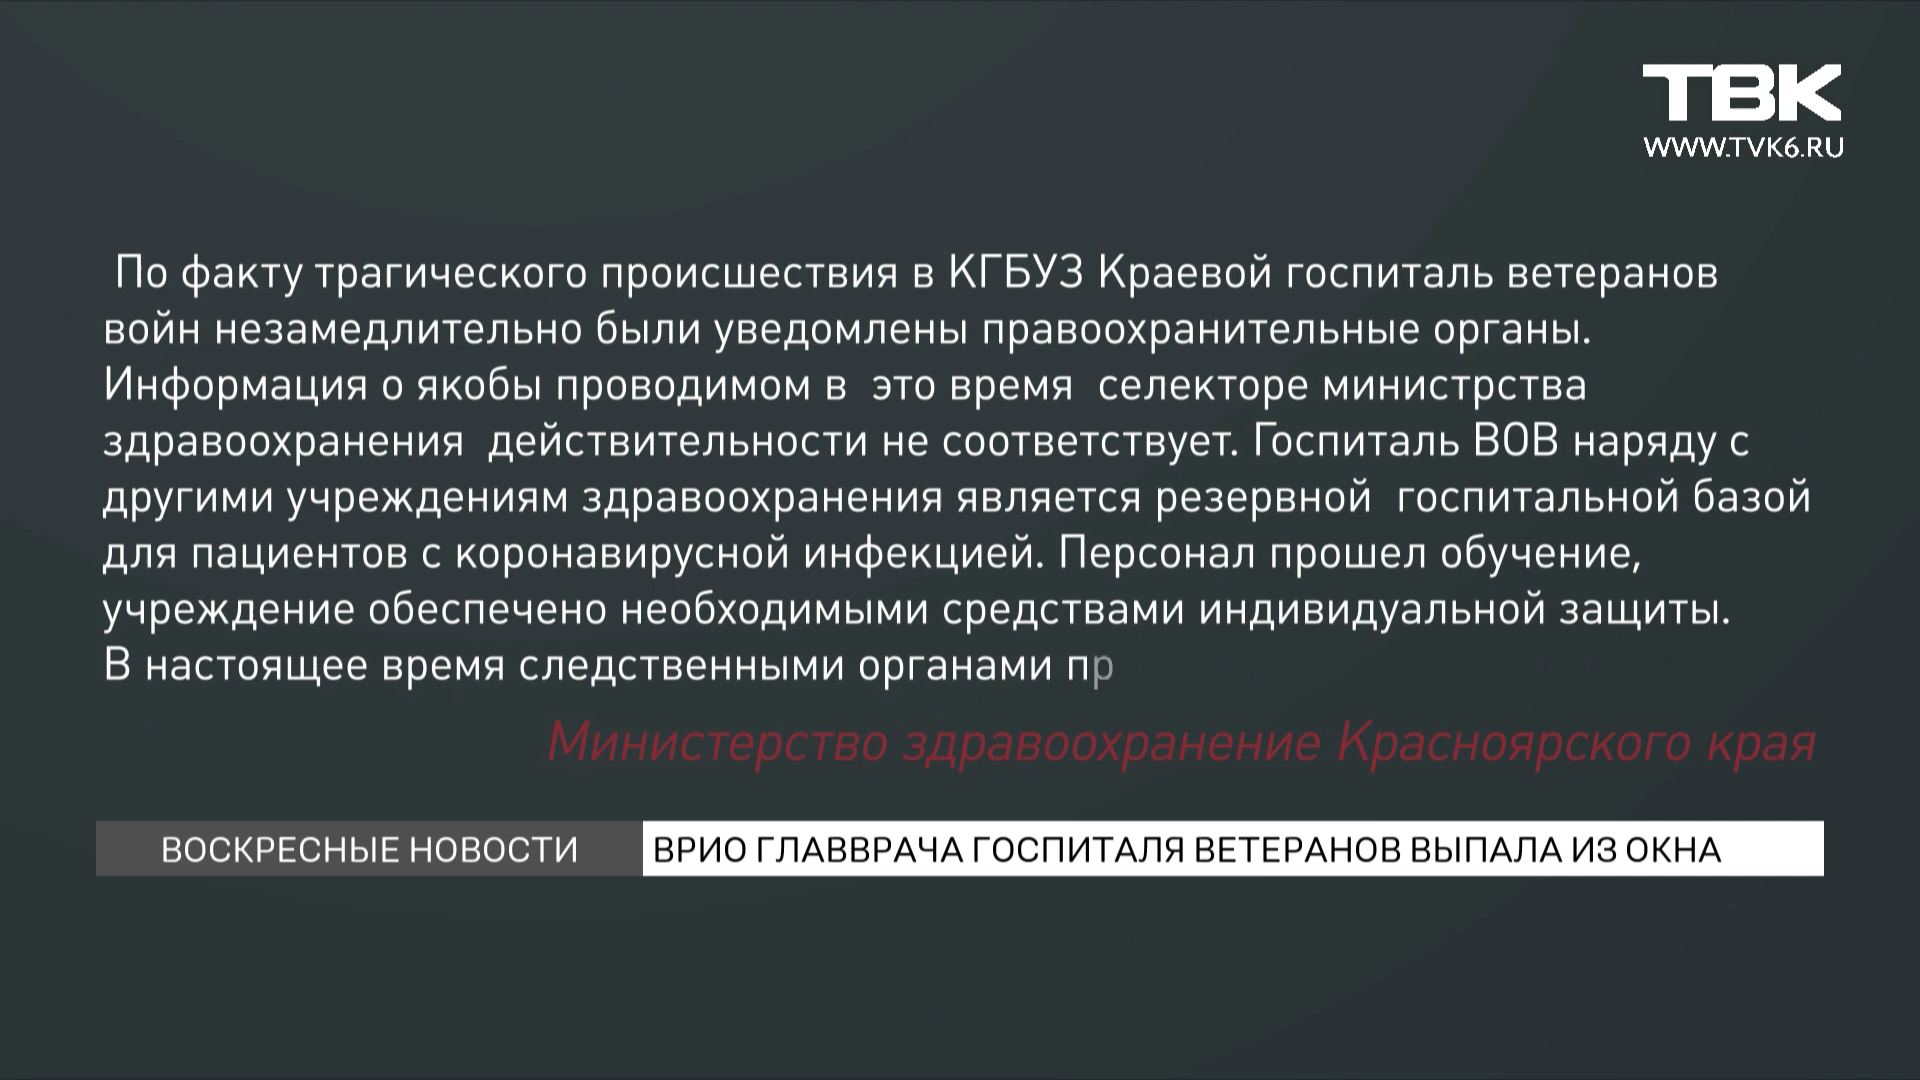 ТВК
WWW.TVK6.RU
По факту трагического происшествия в КГБУЗ Краевой госпиталь ветеранов
войн незамедлительно были уведомлены правоохранительные органы.
Информация о якобы проводимом в это время селекторе министрства
здравоохранения действительности не соответствует. Госпиталь ВОВ наряду с
другими учреждениям здравоохранения является резервной госпитальной базой
для пациентов с коронавирусной инфекцией. Персонал прошел обучение,
учреждение обеспечено необходимыми средствами индивидуальной защиты.
В настоящее время следственными органами пр
Министерство здравоохранение Красноярского края
ВОСКРЕСНЫЕ НОВОСТИ ВРИО ГЛАВВРАЧА ГОСПИТАЛЯ ВЕТЕРАНОВ ВЫПАЛА ИЗ ОКНА